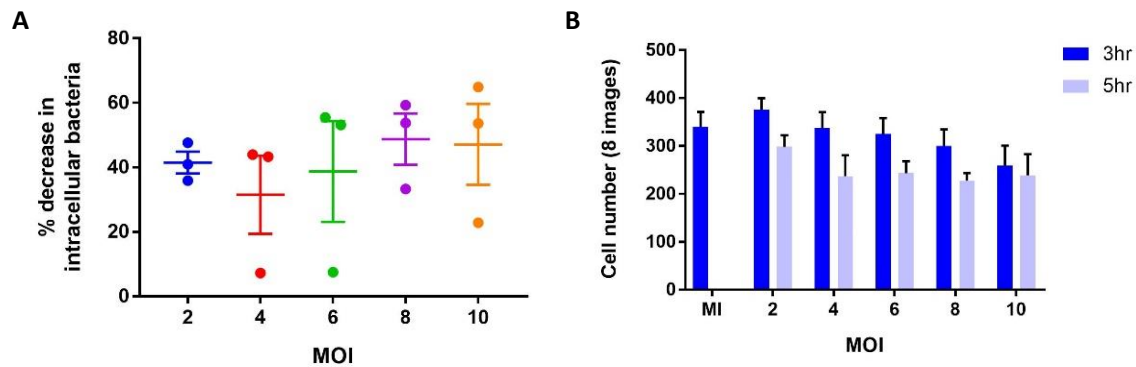 A
% decrease in
intracellular bacteria
80
60
40
20
0
2 4 6 8 10
MOI
B
Cell number (8 images)
500
400
300
200
100
0
MI 2 4 6 8 10
MOI
3hr
5hr